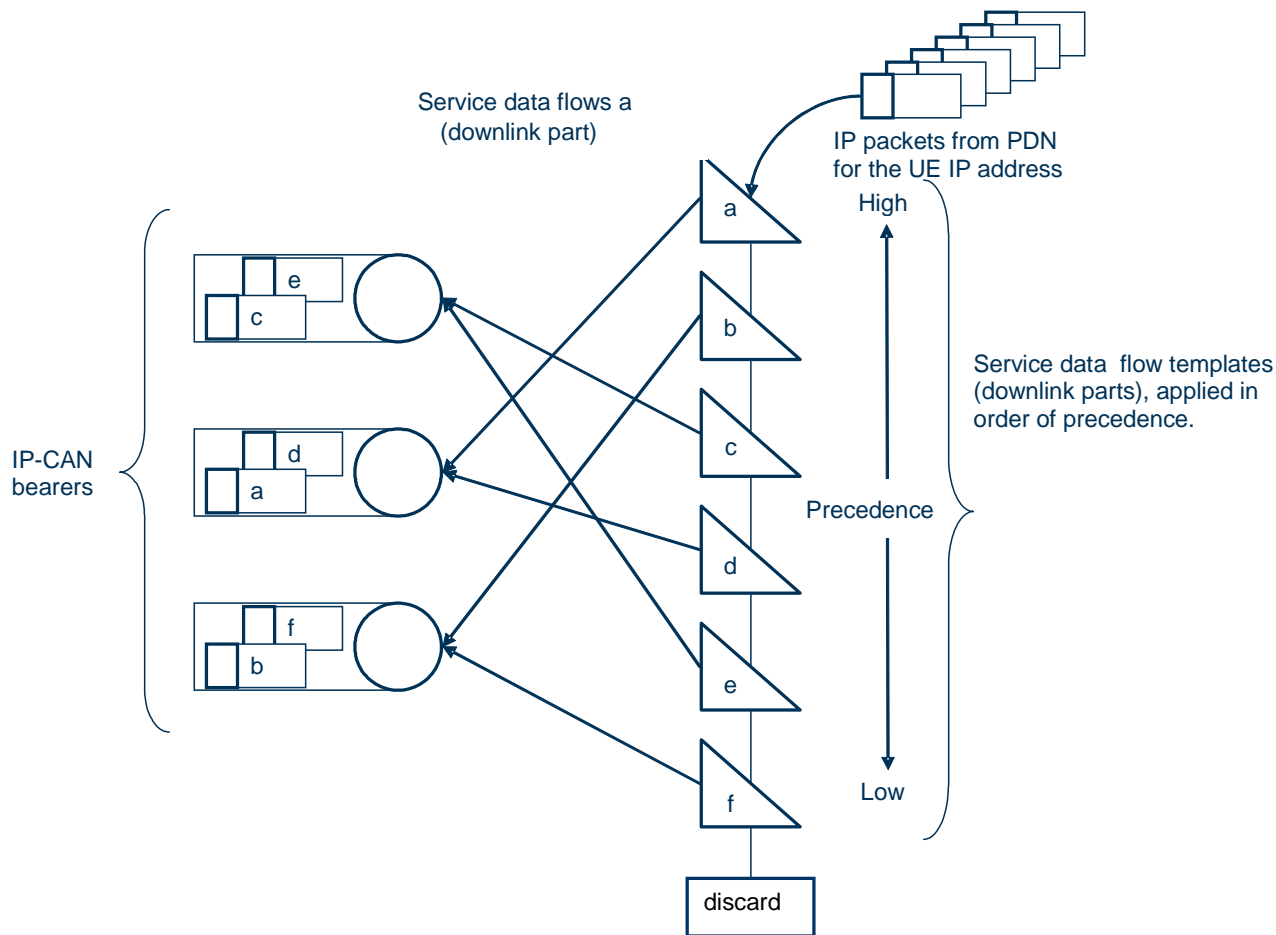 Service data flows a
(downlink part)
IP packets from PDN
for the UE IP address
High
a
b
c
d
e
f
Precedence
Low
Service data flow templates
(downlink parts), applied in
order of precedence.
IP-CAN
bearers
e
c
d
a
f
b
discard